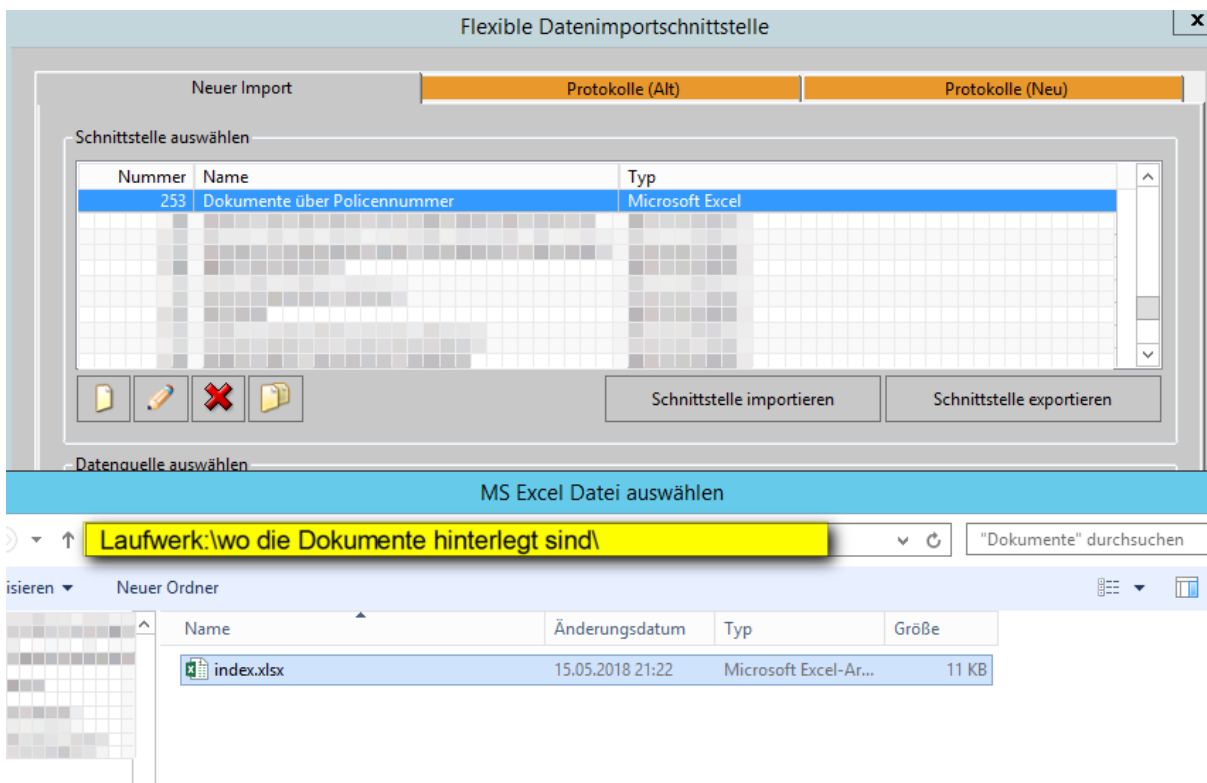 Flexible Datenimportschnittstelle
x
Neuer Import Protokolle (Alt) Protokolle (Neu)
Schnittstelle auswählen
Nummer Name Typ
253 Dokumente über Policennummer Microsoft Excel
Schnittstelle importieren Schnittstelle exportieren
Datenquelle auswählen
MS Excel Datei auswählen
Laufwerk:\wo die Dokumente hinterlegt sind\ "Dokumente" durchsuchen
isieren Neuer Ordner
Name Änderungsdatum Typ Größe
index.xlsx 15.05.2018 21:22 Microsoft Excel-Ar... 11 KB